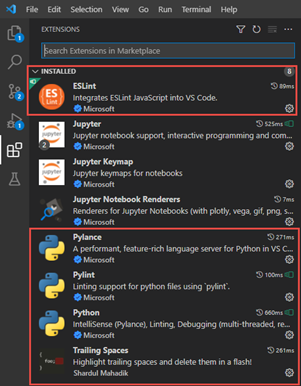 File Edit Selection View Go Run Terminal Help
EXTENSIONS
Search Extensions in Marketplace
INSTALLED 8
ESLint 89ms
Integrates ESLint JavaScript into VS Code.
Microsoft
Jupyter 525ms
Jupyter notebook support, interactive programming and com...
Microsoft
Jupyter Keymap
Jupyter keymaps for notebooks
Microsoft
Jupyter Notebook Renderers 7ms
Renderers for Jupyter Notebooks (with plotly, vega, gif, png, s...
Microsoft
Pylance 271ms
A performant, feature-rich language server for Python in VS C...
Microsoft
Pylint 100ms
Linting support for python files using `pylint`.
Microsoft
Python 660ms
IntelliSense (Pylance), Linting, Debugging (multi-threaded, re...
Microsoft
Trailing Spaces 261ms
Highlight trailing spaces and delete them in a flash!
Shardul Mahadik